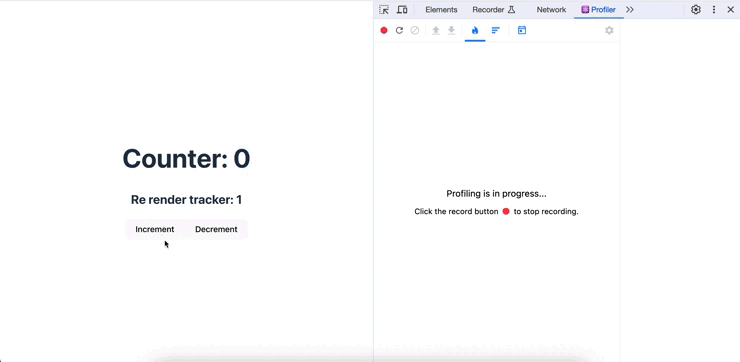 Elements Recorder Network Profiler
Counter: 0
Re render tracker: 1
Increment Decrement
Profiling is in progress...
Click the record button to stop recording.